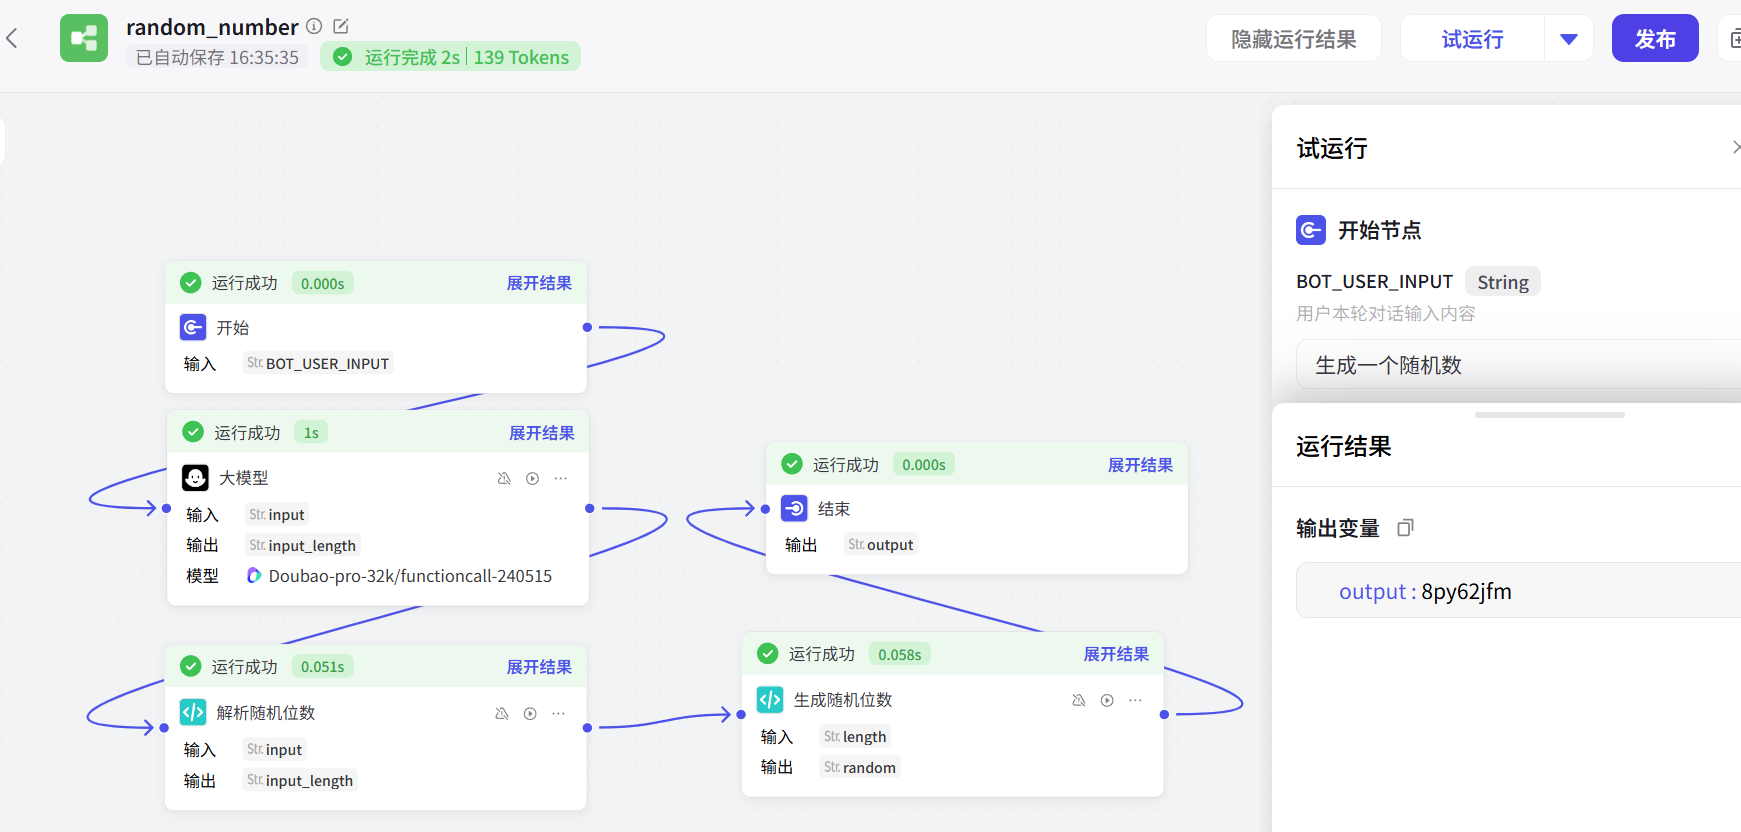 random_number
已自动保存 16:35:35
运行完成 2s | 139 Tokens
隐藏运行结果
试运行
发布
运行成功 0.000s 展开结果
开始
输入 Str. BOT_USER_INPUT
运行成功 1s 展开结果
大模型
输入 Str. input
输出 Str. input_length
模型 Doubao-pro-32k/functioncall-240515
运行成功 0.051s 展开结果
解析随机位数
输入 Str. input
输出 Str. input_length
运行成功 0.000s 展开结果
结束
输出 Str. output
运行成功 0.058s 展开结果
生成随机位数
输入 Str. length
输出 Str. random
试运行
开始节点
BOT_USER_INPUT String
用户本轮对话输入内容
生成一个随机数
运行结果
输出变量
output : 8py62jfm